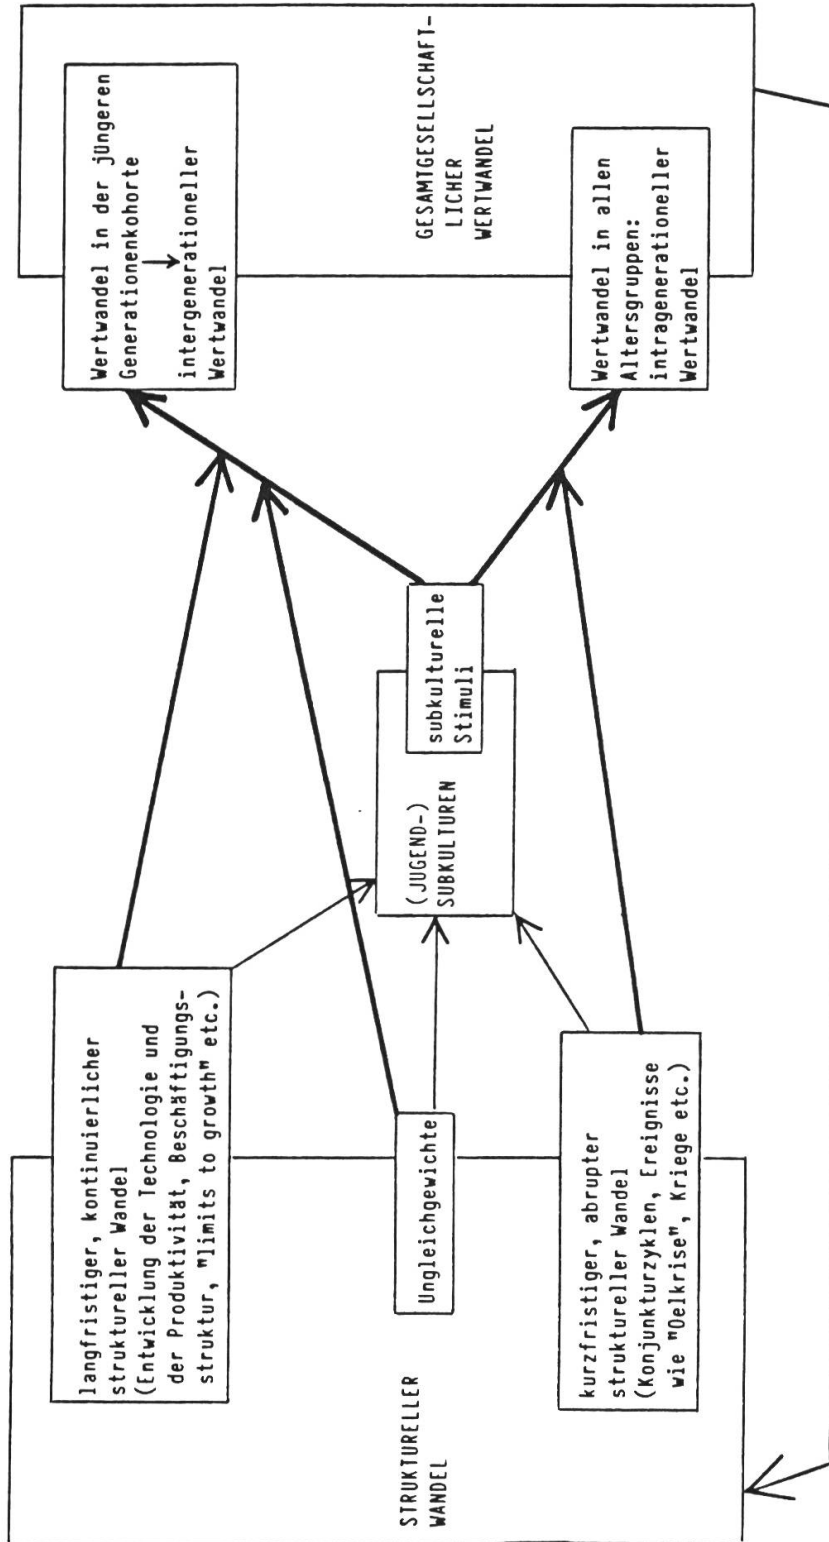 STRUKTURELLER
WANDEL
langfristiger, kontinuierlicher
struktureller Wandel
(Entwicklung der Technologie und
der Produktivität, Beschäftigungs-
struktur, "limits to growth" etc.)
Ungleichgewichte
kurzfristiger, abrupter
struktureller Wandel
(Konjunkturzyklen, Ereignisse
wie "Oelkrise", Kriege etc.)
(JUGEND-)
SUBKULTUREN
subkulturelle
Stimuli
Wertwandel in der jüngeren
Generationenkohorte
intergenerationeller
Wertwandel
GESAMTGESELLSCHAFT-
LICHER
WERTWANDEL
Wertwandel in allen
Altersgruppen:
intragenerationeller
Wertwandel